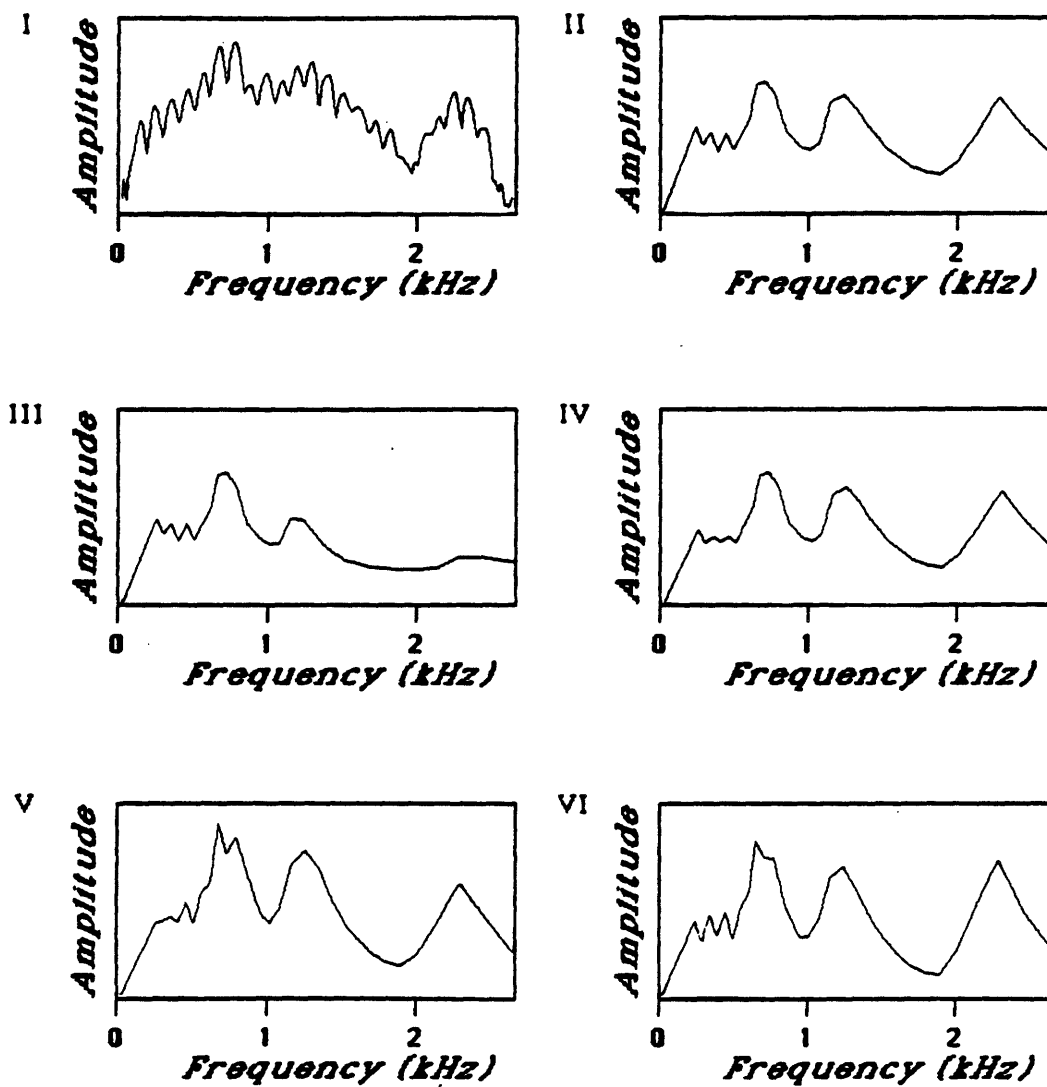 I
Amplitude
0 1 2
Frequency (kHz)
II
Amplitude
0 1 2
Frequency (kHz)
III
Amplitude
0 1 2
Frequency (kHz)
IV
Amplitude
0 1 2
Frequency (kHz)
V
Amplitude
0 1 2
Frequency (kHz)
VI
Amplitude
0 1 2
Frequency (kHz)